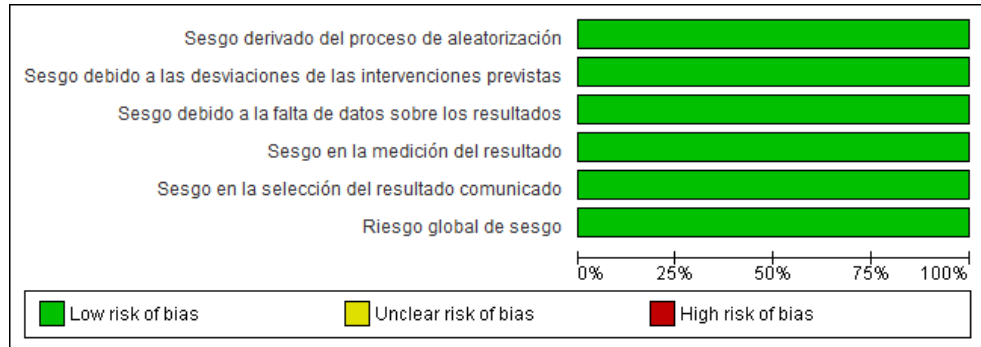 Sesgo derivado del proceso de aleatorización
Sesgo debido a las desviaciones de las intervenciones previstas
Sesgo debido a la falta de datos sobre los resultados
Sesgo en la medición del resultado
Sesgo en la selección del resultado comunicado
Riesgo global de sesgo
0% 25% 50% 75% 100%
Low risk of bias Unclear risk of bias High risk of bias